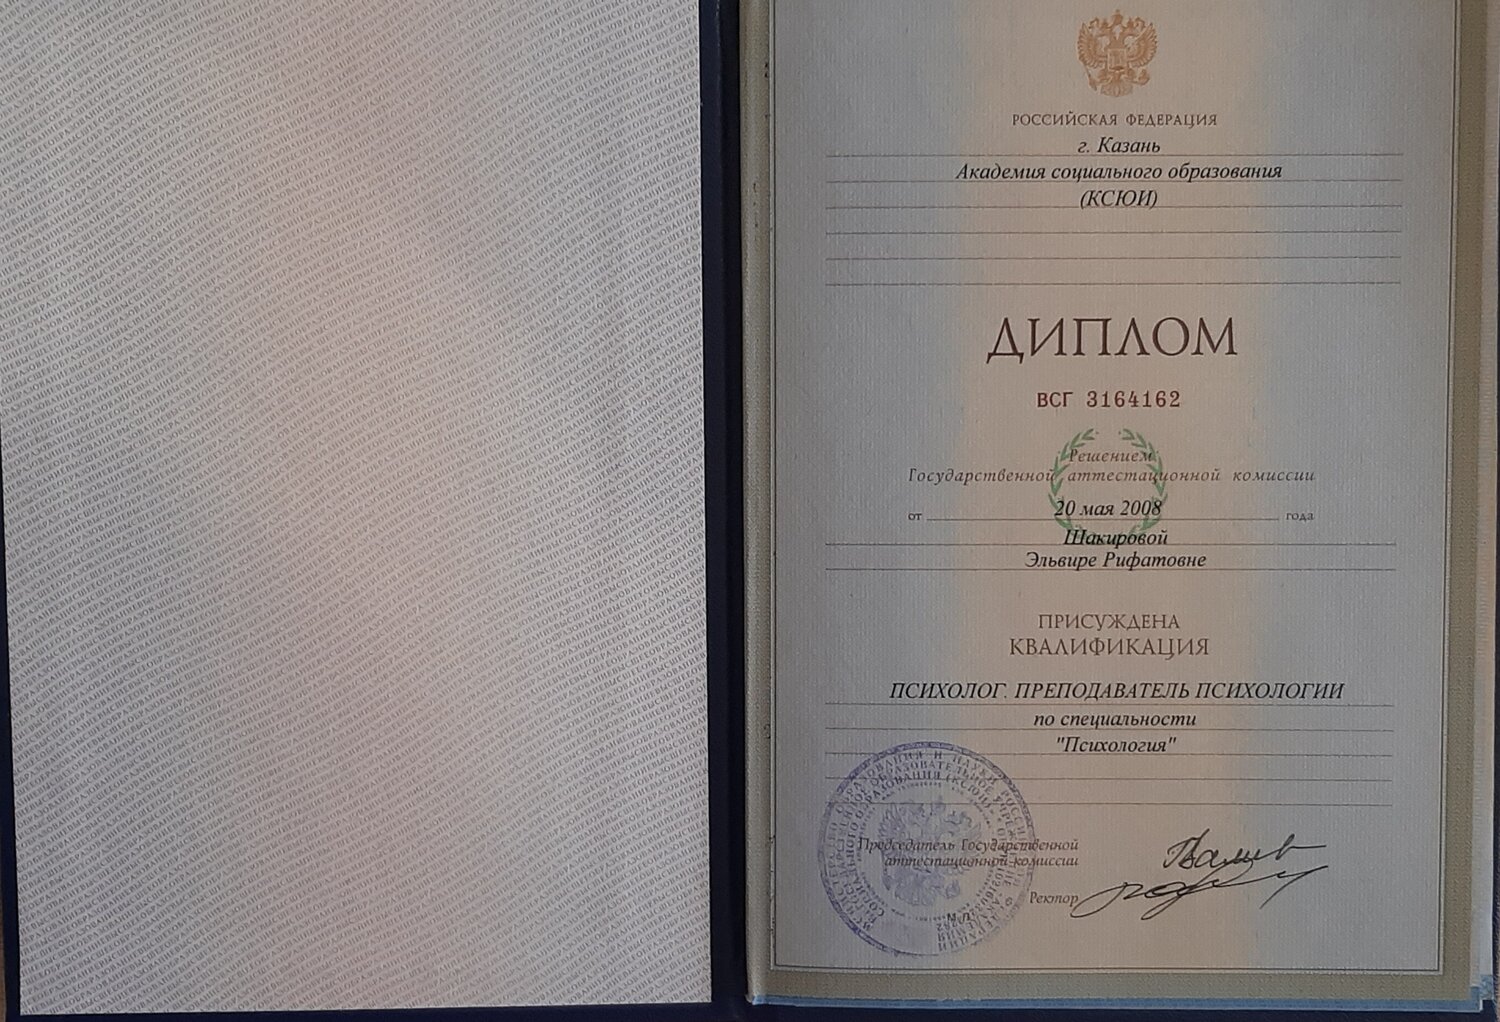 РОССИЙСКАЯ ФЕДЕРАЦИЯ
г. Казань
Академия социального образования
(КСЮИ)
ДИПЛОМ
ВСГ 3164162
Решением
Государственной аттестационной комиссии
от 20 мая 2008 года
Шакировой
Эльвире Рифатовне
ПРИСУЖДЕНА
КВАЛИФИКАЦИЯ
ПСИХОЛОГ. ПРЕПОДАВАТЕЛЬ ПСИХОЛОГИИ
по специальности
"Психология"
Председатель Государственной
аттестационной комиссии
Ректор
М.П.